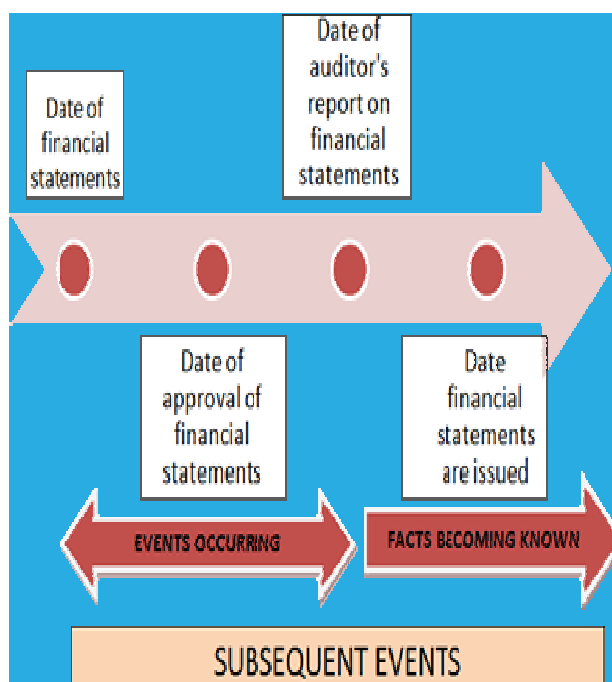 Date of
financial
statements
Date of
auditor's
report on
financial
statements
Date of
approval of
financial
statements
Date
financial
statements
are issued
EVENTS OCCURRING
FACTS BECOMING KNOWN
SUBSEQUENT EVENTS